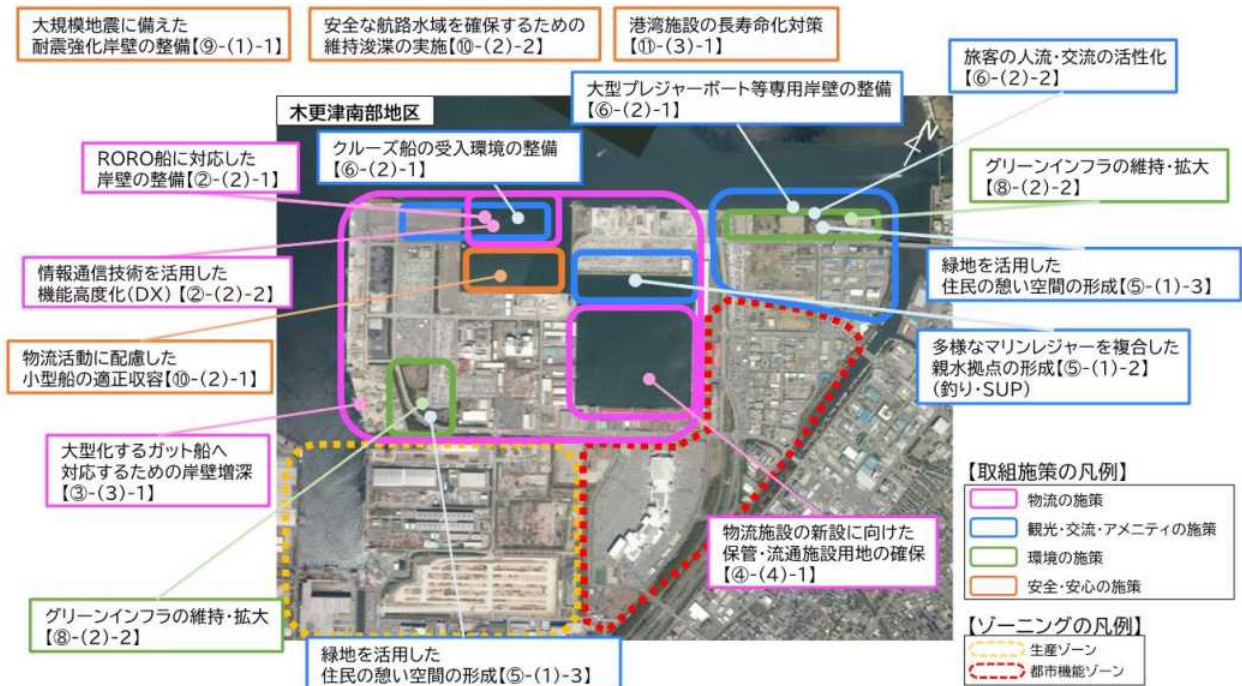 大規模地震に備えた
耐震強化岸壁の整備【⑨-(1)-1】
安全な航路水域を確保するための
維持浚渫の実施【⑩-(2)-2】
港湾施設の長寿命化対策
【⑪-(3)-1】
旅客の人流・交流の活性化
【⑥-(2)-2】
大型プレジャーボート等専用岸壁の整備
【⑥-(2)-1】
木更津南部地区
N
クルーズ船の受入環境の整備
【⑥-(2)-1】
RORO船に対応した
岸壁の整備【②-(2)-1】
グリーンインフラの維持・拡大
【⑧-(2)-2】
情報通信技術を活用した
機能高度化(DX)【②-(2)-2】
緑地を活用した
住民の憩い空間の形成【⑤-(1)-3】
物流活動に配慮した
小型船の適正収容【⑩-(2)-1】
多様なマリンレジャーを複合した
親水拠点の形成【⑤-(1)-2】
(釣り・SUP)
大型化するガット船へ
対応するための岸壁増深
【③-(3)-1】
物流施設の新設に向けた
保管・流通施設用地の確保
【④-(4)-1】
グリーンインフラの維持・拡大
【⑧-(2)-2】
緑地を活用した
住民の憩い空間の形成【⑤-(1)-3】
【取組施策の凡例】
物流の施策
観光・交流・アメニティの施策
環境の施策
安全・安心の施策
【ゾーニングの凡例】
生産ゾーン
都市機能ゾーン